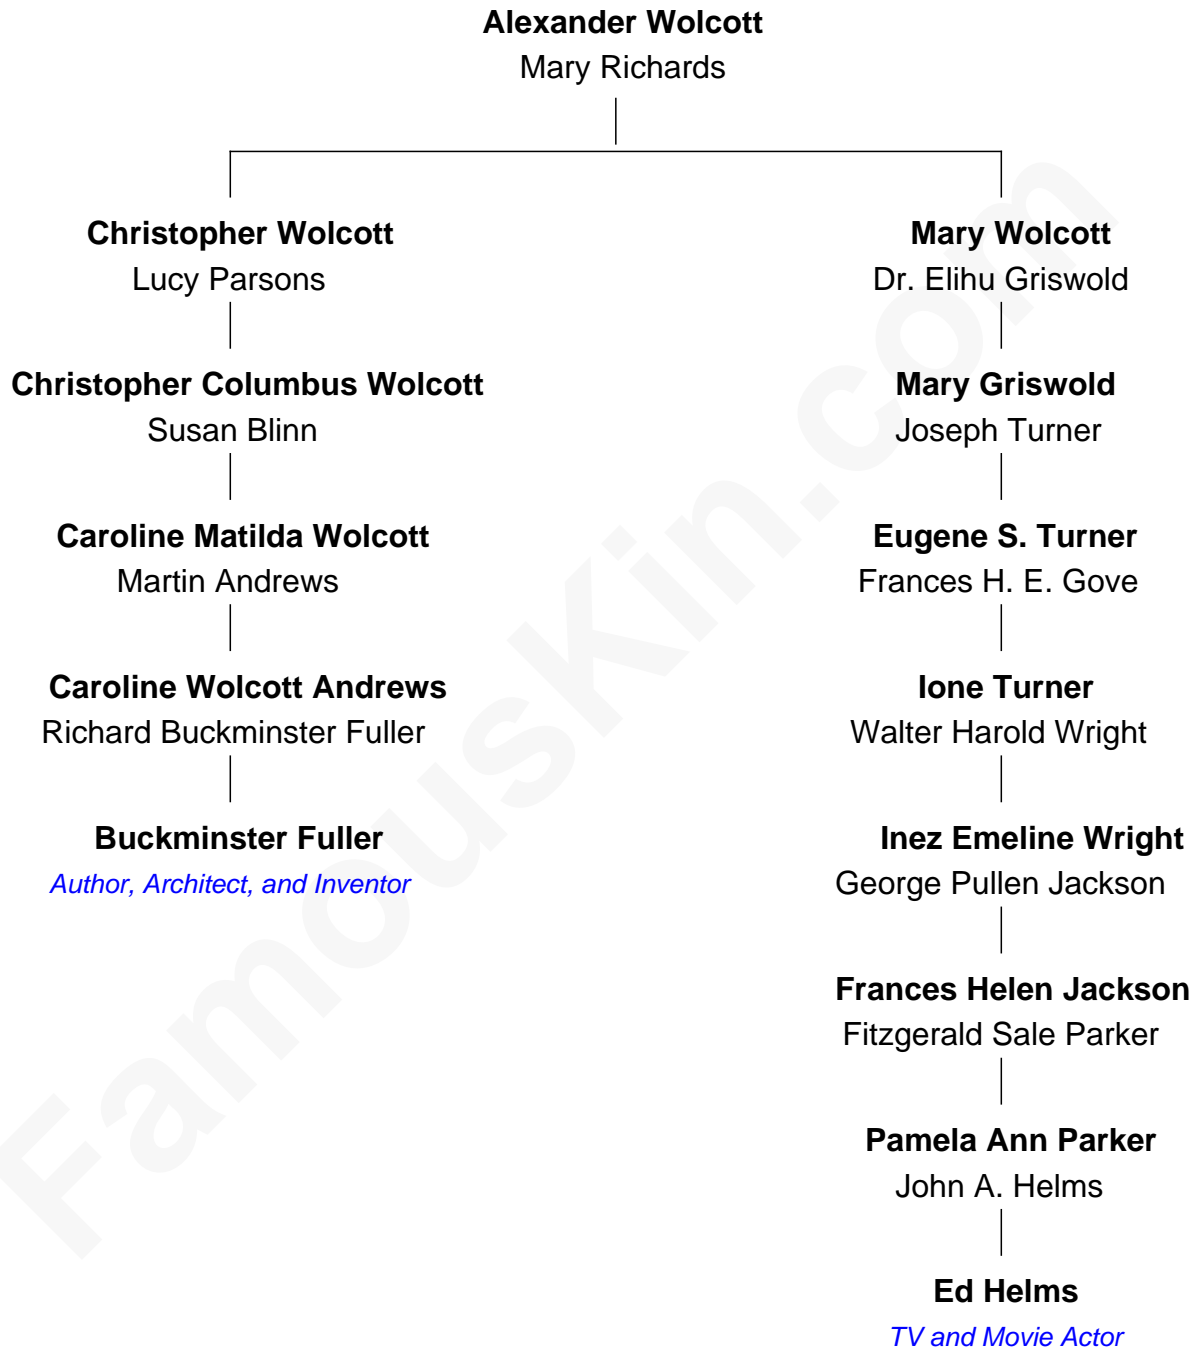 Alexander Wolcott
Mary Richards
Christopher Wolcott
Lucy Parsons
Mary Wolcott
Dr. Elihu Griswold
Christopher Columbus Wolcott
Susan Blinn
Mary Griswold
Joseph Turner
Caroline Matilda Wolcott
Martin Andrews
Eugene S. Turner
Frances H. E. Gove
Caroline Wolcott Andrews
Richard Buckminster Fuller
Ione Turner
Walter Harold Wright
Buckminster Fuller
Author, Architect, and Inventor
Inez Emeline Wright
George Pullen Jackson
Frances Helen Jackson
Fitzgerald Sale Parker
Pamela Ann Parker
John A. Helms
Ed Helms
TV and Movie Actor
FamousKin.com